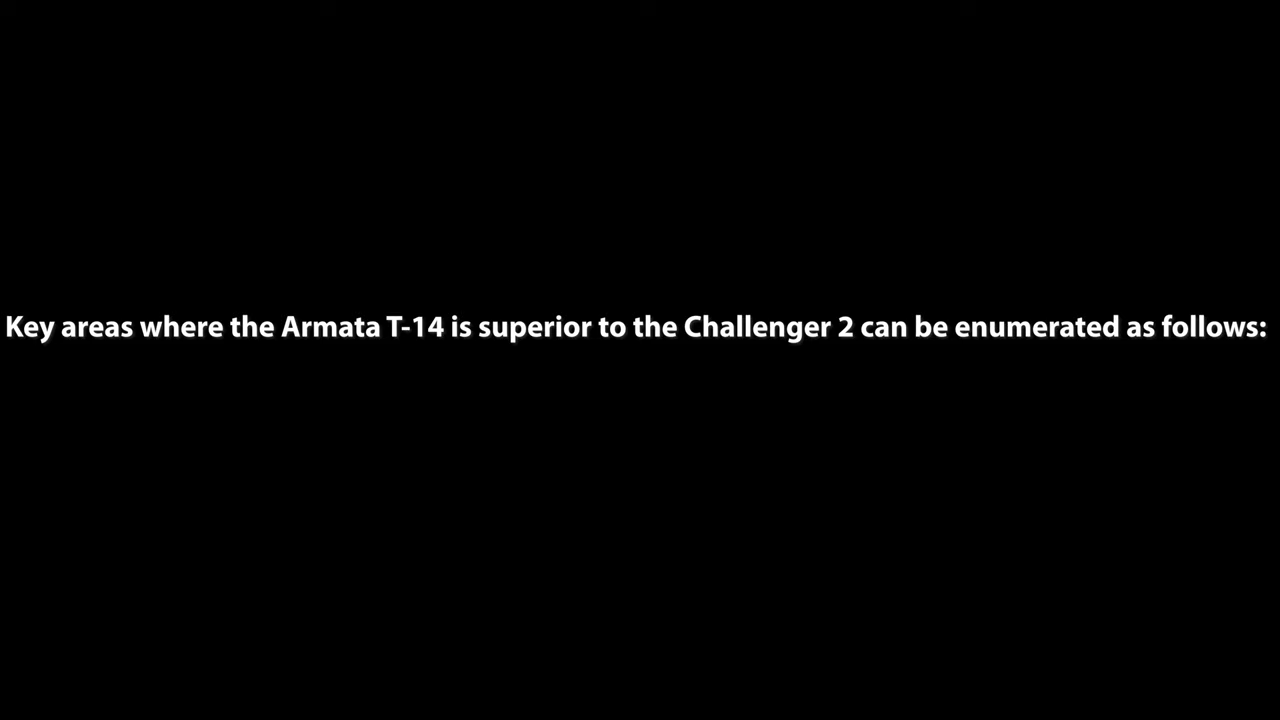 Key areas where the Armata T-14 is superior to the Challenger 2 can be enumerated as follows: